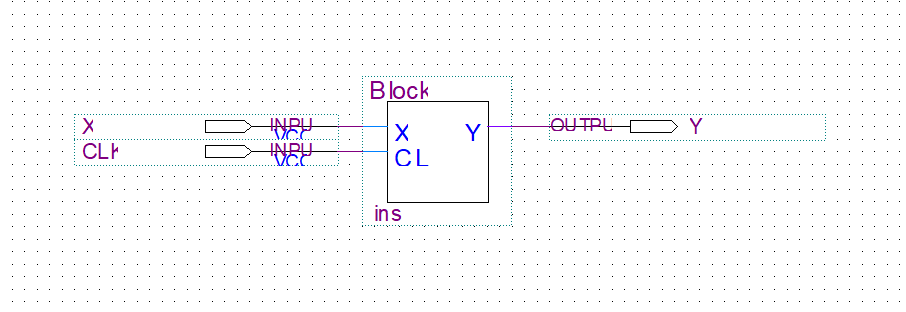 Block
X INPU
VCC
X Y
OUTPU Y
CLK INPU
VCC
CL
ins